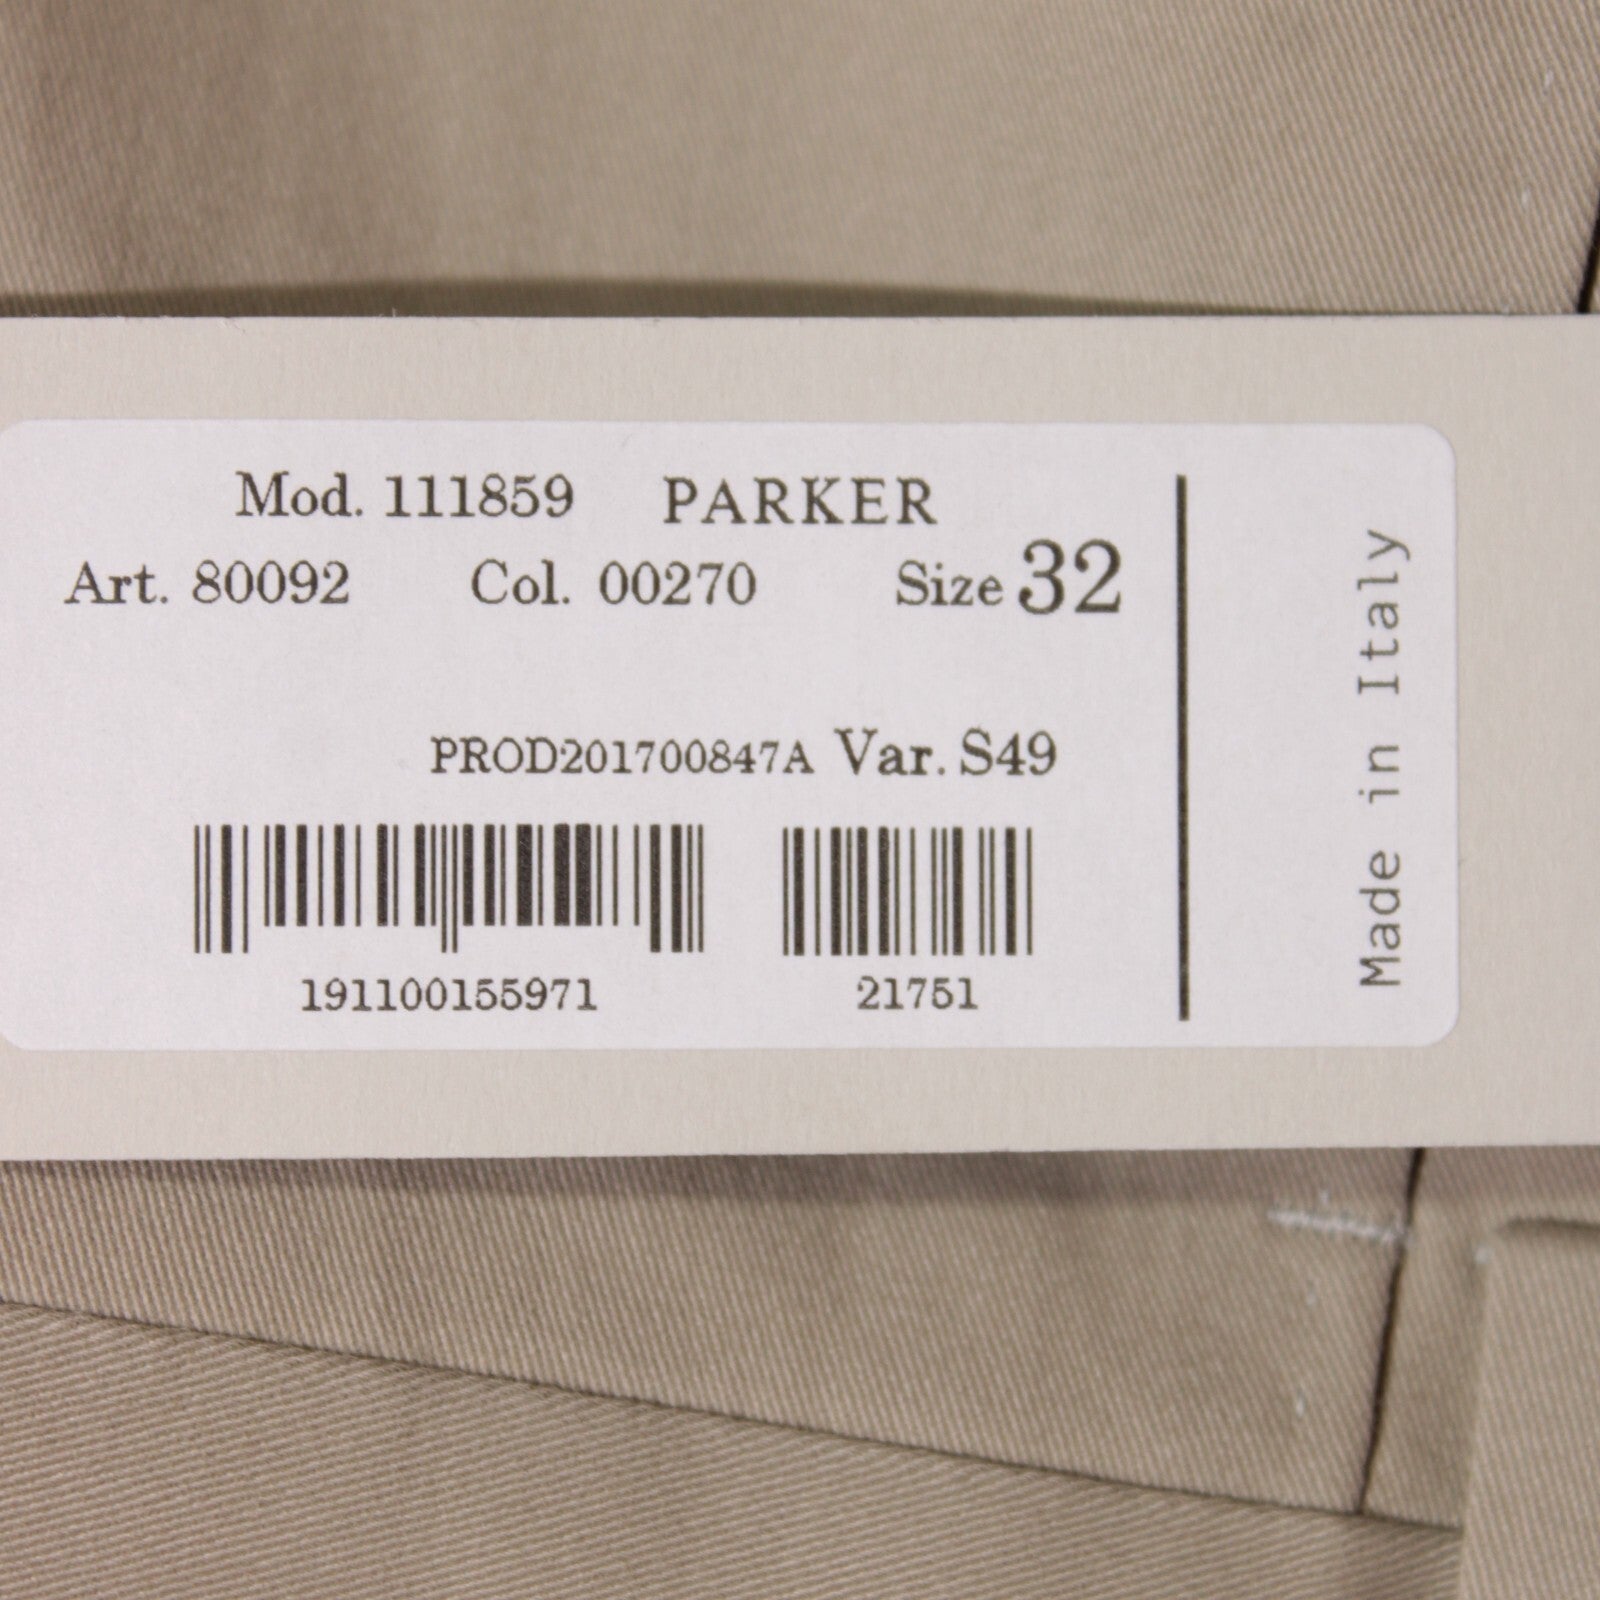 Mod. 111859 PARKER
Art. 80092 Col. 00270 Size 32
PROD201700847A Var. S49
191100155971 21751
Made in Italy